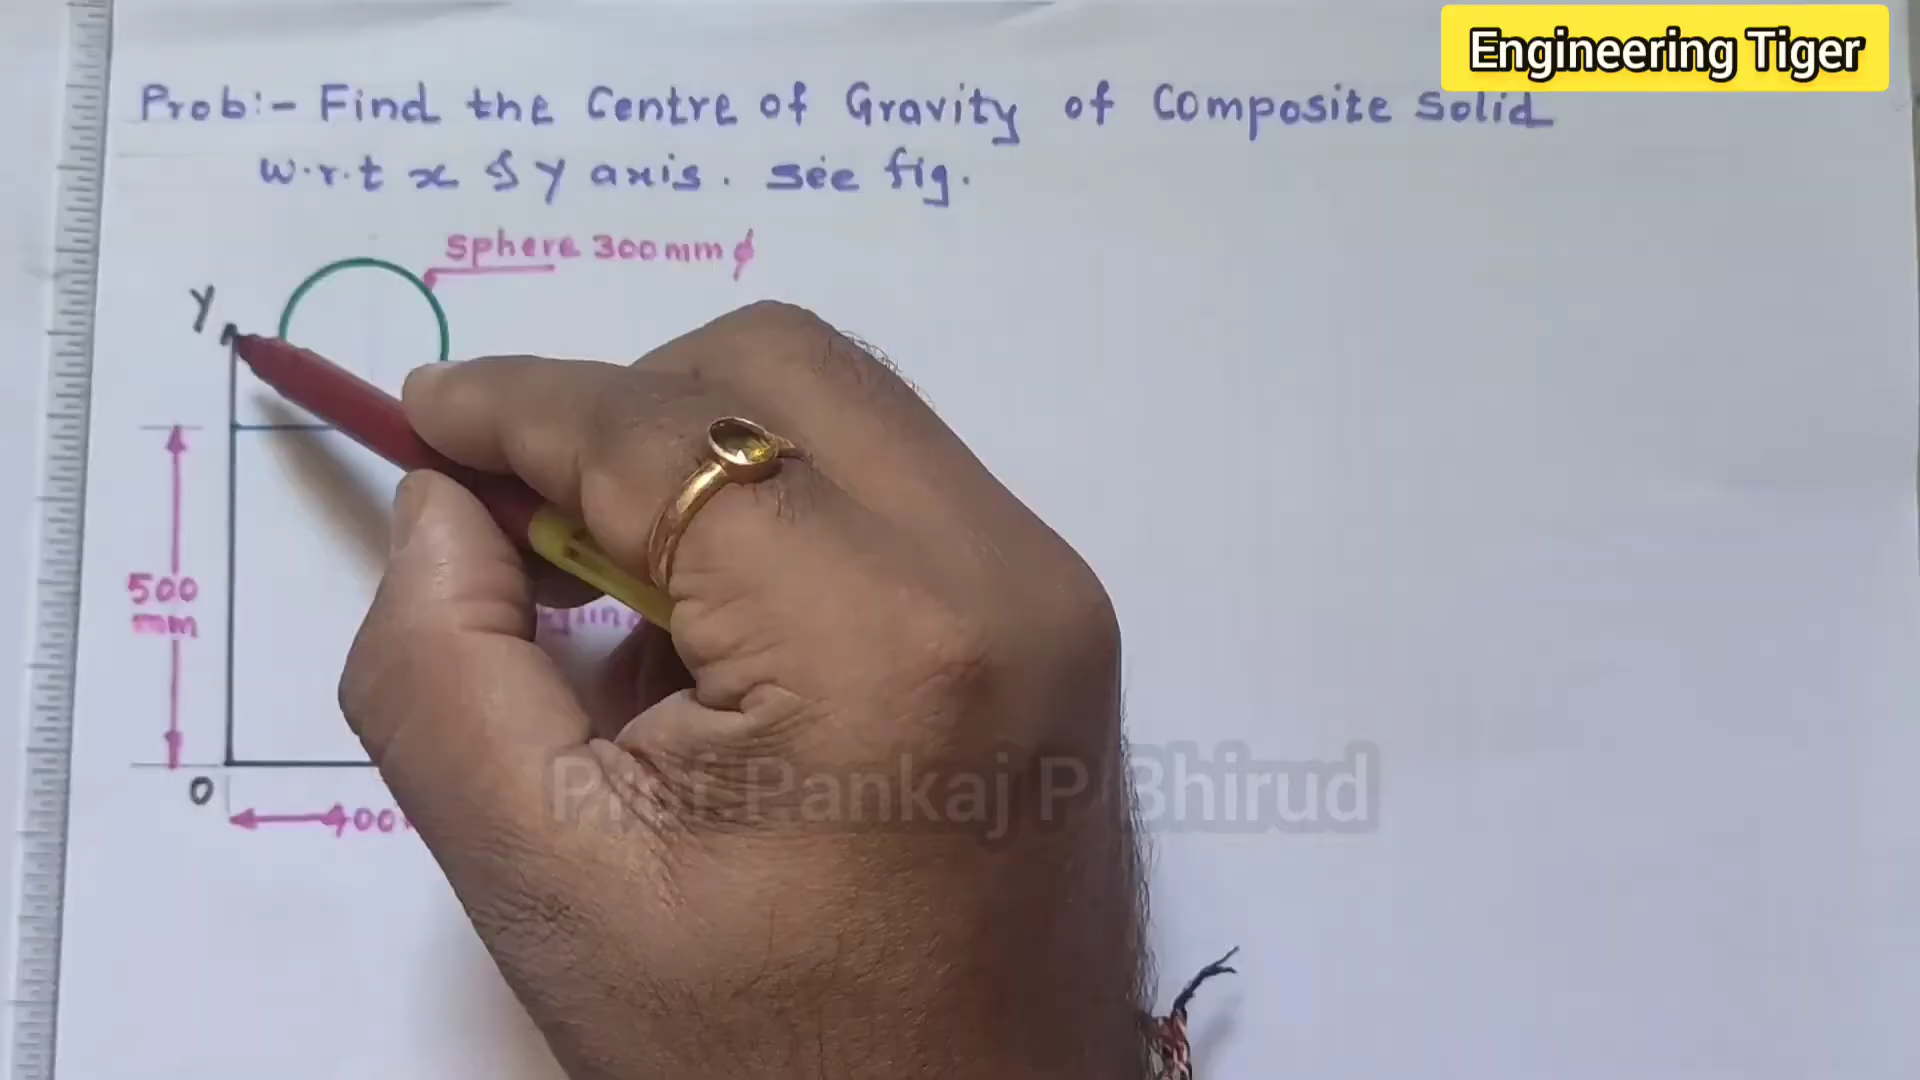 Engineering Tiger
Prob:- Find the Centre of Gravity of Composite Solid
w.r.t x & Y axis. See fig.
Sphere 300mm ϕ
Y
500
mm
O
400
Prof Pankaj P Bhirud